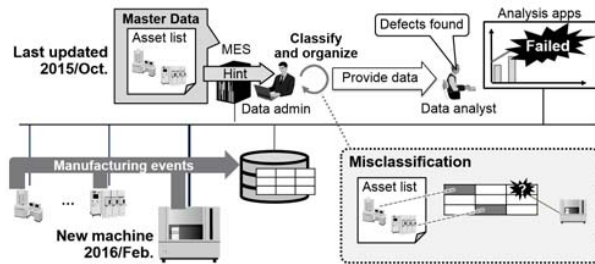 Master Data
Asset list
Last updated
2015/Oct.
MES
Hint
Classify
and organize
Data admin
Provide data
Defects found
Data analyst
Analysis apps
Failed
Manufacturing events
...
New machine
2016/Feb.
Misclassification
Asset list
?